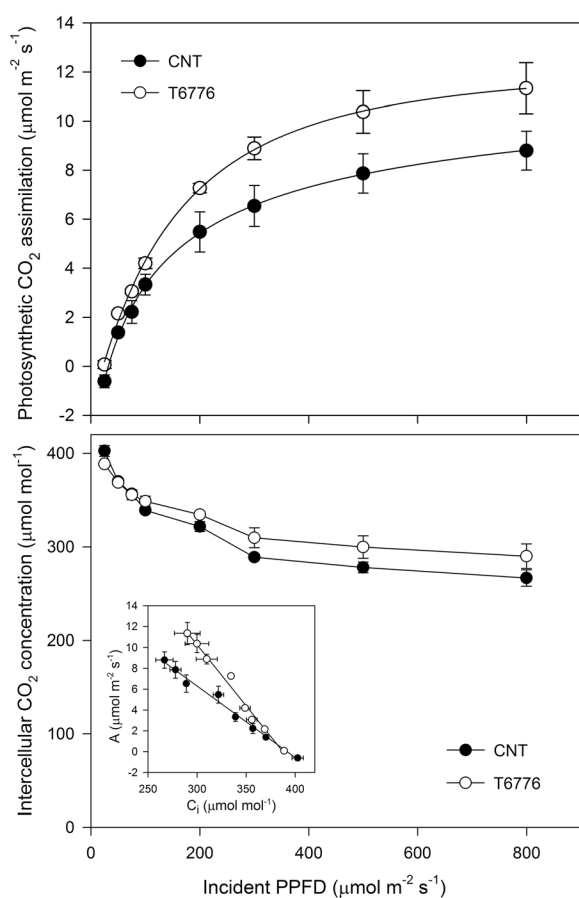 Photosynthetic CO₂ assimilation (μmol m⁻² s⁻¹)
14
12
10
8
6
4
2
0
-2
CNT
T6776
Intercellular CO₂ concentration (μmol mol⁻¹)
400
300
200
100
0
A (μmol m⁻² s⁻¹)
14
12
10
8
6
4
2
0
-2
250 300 350 400
Cᵢ (μmol mol⁻¹)
CNT
T6776
0 200 400 600 800
Incident PPFD (μmol m⁻² s⁻¹)